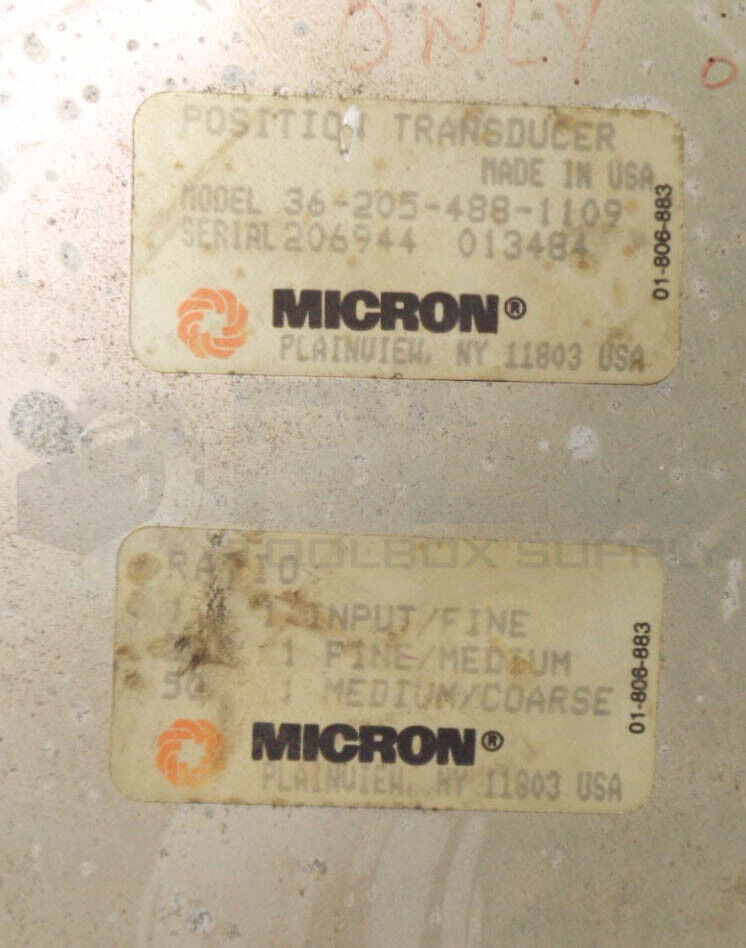 ONLY
POSITION TRANSDUCER
MADE IN USA
MODEL 36-205-488-1109
SERIAL 206944 013484
01-806-883
MICRON®
PLAINVIEW, NY 11803 USA
TOOLBOX SUPPLY
RATIO
1 INPUT/FINE
1 FINE/MEDIUM
50 1 MEDIUM/COARSE
01-806-883
MICRON®
PLAINVIEW, NY 11803 USA